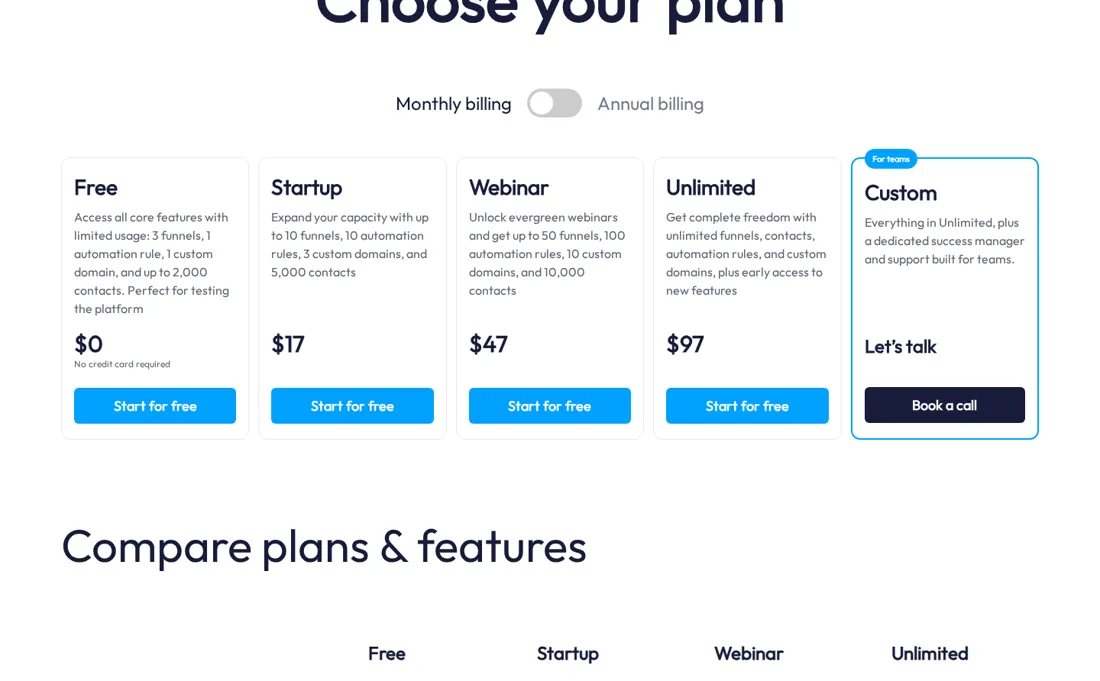 Choose your plan
Monthly billing
Annual billing
Free
Access all core features with
limited usage: 3 funnels, 1
automation rule, 1 custom
domain, and up to 2,000
contacts. Perfect for testing
the platform
$0
No credit card required
Start for free
Startup
Expand your capacity with up
to 10 funnels, 10 automation
rules, 3 custom domains, and
5,000 contacts
$17
Start for free
Webinar
Unlock evergreen webinars
and get up to 50 funnels, 100
automation rules, 10 custom
domains, and 10,000
contacts
$47
Start for free
Unlimited
Get complete freedom with
unlimited funnels, contacts,
automation rules, and custom
domains, plus early access to
new features
$97
Start for free
For teams
Custom
Everything in Unlimited, plus
a dedicated success manager
and support built for teams.
Let's talk
Book a call
Compare plans & features
Free
Startup
Webinar
Unlimited